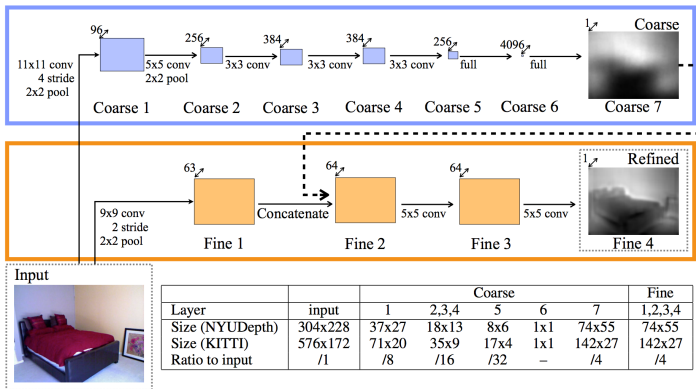 96
256
384
384
256
4096
1
Coarse
11x11 conv
4 stride
2x2 pool
5x5 conv
2x2 pool
3x3 conv
3x3 conv
3x3 conv
full
full
Coarse 1
Coarse 2
Coarse 3
Coarse 4
Coarse 5
Coarse 6
Coarse 7
63
64
64
1
Refined
9x9 conv
2 stride
2x2 pool
Concatenate
5x5 conv
5x5 conv
Fine 1
Fine 2
Fine 3
Fine 4
Input
Coarse Fine
Layer input 1 2,3,4 5 6 7 1,2,3,4
Size (NYUDepth) 304x228 37x27 18x13 8x6 1x1 74x55 74x55
Size (KITTI) 576x172 71x20 35x9 17x4 1x1 142x27 142x27
Ratio to input /1 /8 /16 /32 – /4 /4